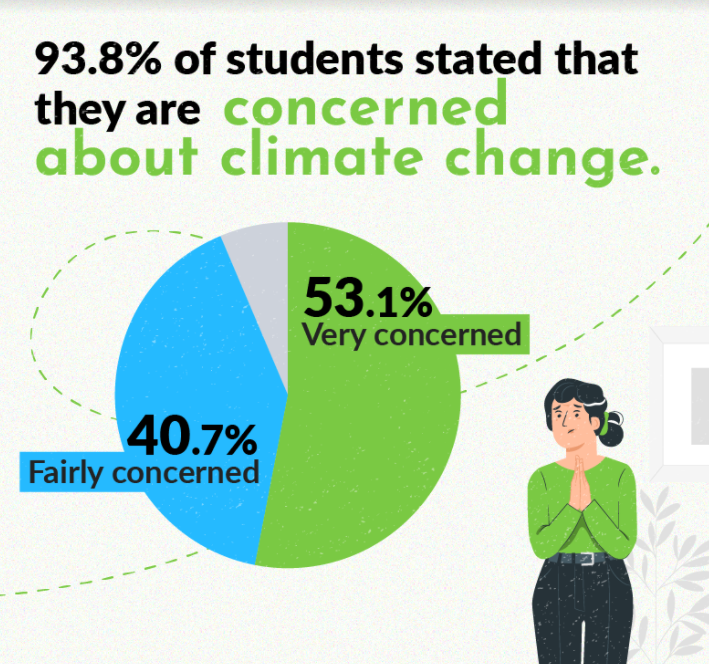 93.8% of students stated that
they are concerned
about climate change.
53.1%
Very concerned
40.7%
Fairly concerned